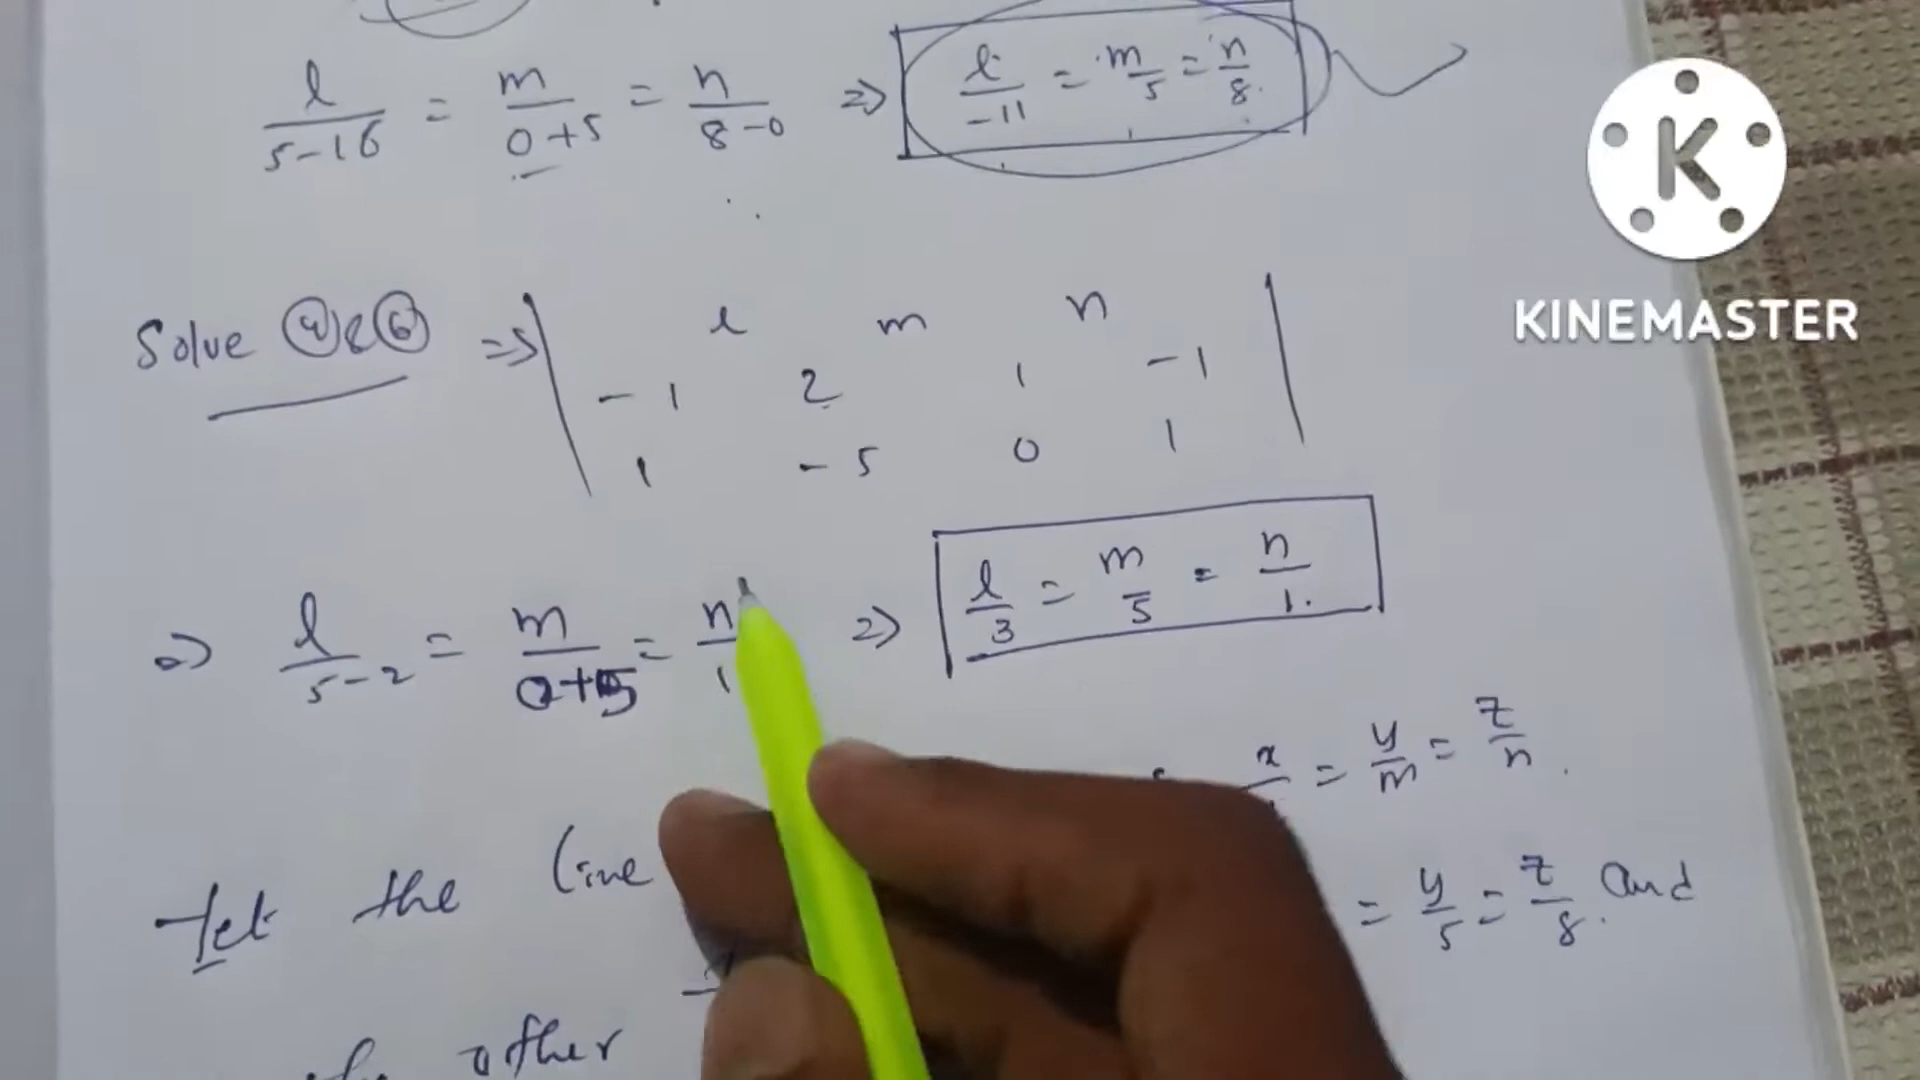 l/5-16 = m/0+5 = n/8-0 => l/-11 = m/5 = n/8.
KINEMASTER
Solve ④ & ⑥ => l m n
-1 2 1 -1
1 -5 0 1
=> l/5-2 = m/0+5 = n/1 => l/3 = m/5 = n/1.
x = y/m = z/n.
Let the line = y/5 = z/8. and
other